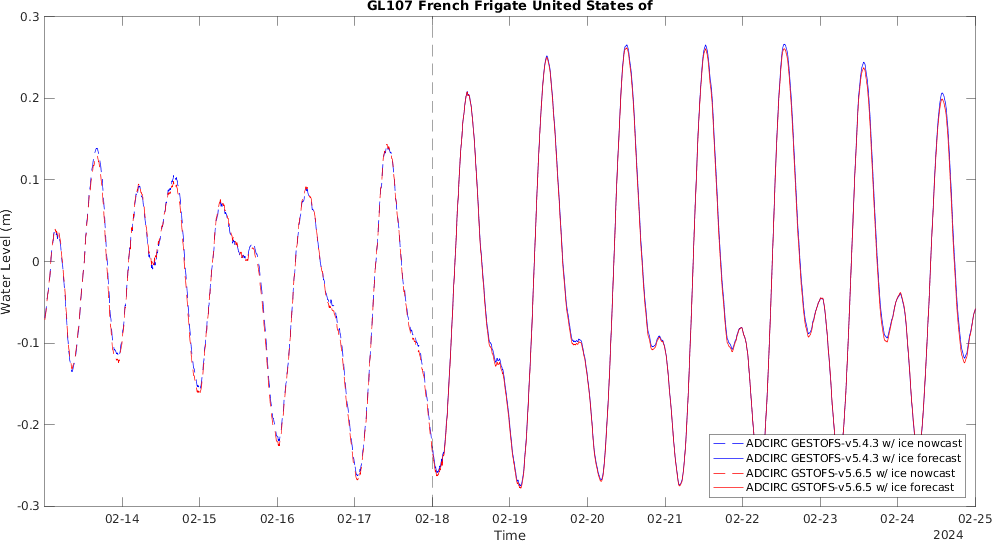 GL107 French Frigate United States of
0.3
0.2
0.1
0
-0.1
-0.2
-0.3
Water Level (m)
02-14
02-15
02-16
02-17
02-18
02-19
02-20
02-21
02-22
02-23
02-24
02-25
Time
2024
ADCIRC GESTOFS-v5.4.3 w/ ice nowcast
ADCIRC GESTOFS-v5.4.3 w/ ice forecast
ADCIRC GSTOFS-v5.6.5 w/ ice nowcast
ADCIRC GSTOFS-v5.6.5 w/ ice forecast